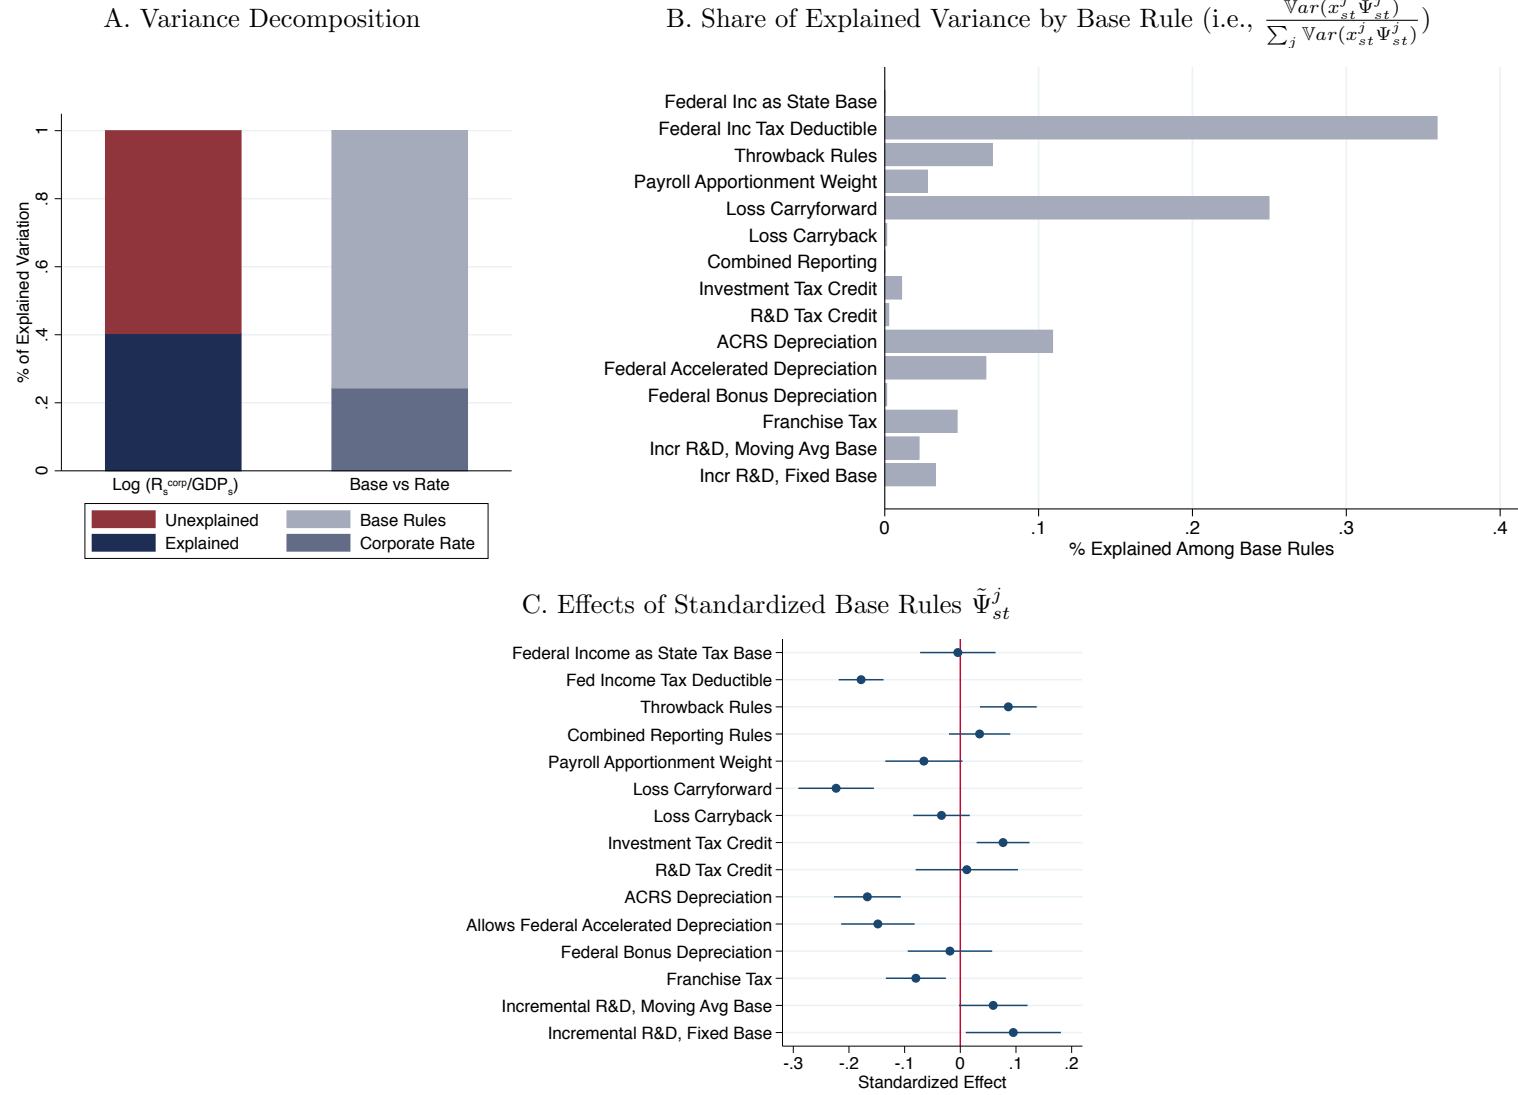 A. Variance Decomposition
% of Explained Variation
1
.8
.6
.4
.2
0
Log (R_s^corp/GDP_s)
Base vs Rate
Unexplained
Base Rules
Explained
Corporate Rate
B. Share of Explained Variance by Base Rule (i.e., 𝕍ar(x_st^j Ψ_st^j) / ∑_j 𝕍ar(x_st^j Ψ_st^j))
Federal Inc as State Base
Federal Inc Tax Deductible
Throwback Rules
Payroll Apportionment Weight
Loss Carryforward
Loss Carryback
Combined Reporting
Investment Tax Credit
R&D Tax Credit
ACRS Depreciation
Federal Accelerated Depreciation
Federal Bonus Depreciation
Franchise Tax
Incr R&D, Moving Avg Base
Incr R&D, Fixed Base
0 .1 .2 .3 .4
% Explained Among Base Rules
C. Effects of Standardized Base Rules Ψ̃_st^j
Federal Income as State Tax Base
Fed Income Tax Deductible
Throwback Rules
Combined Reporting Rules
Payroll Apportionment Weight
Loss Carryforward
Loss Carryback
Investment Tax Credit
R&D Tax Credit
ACRS Depreciation
Allows Federal Accelerated Depreciation
Federal Bonus Depreciation
Franchise Tax
Incremental R&D, Moving Avg Base
Incremental R&D, Fixed Base
-.3 -.2 -.1 0 .1 .2
Standardized Effect